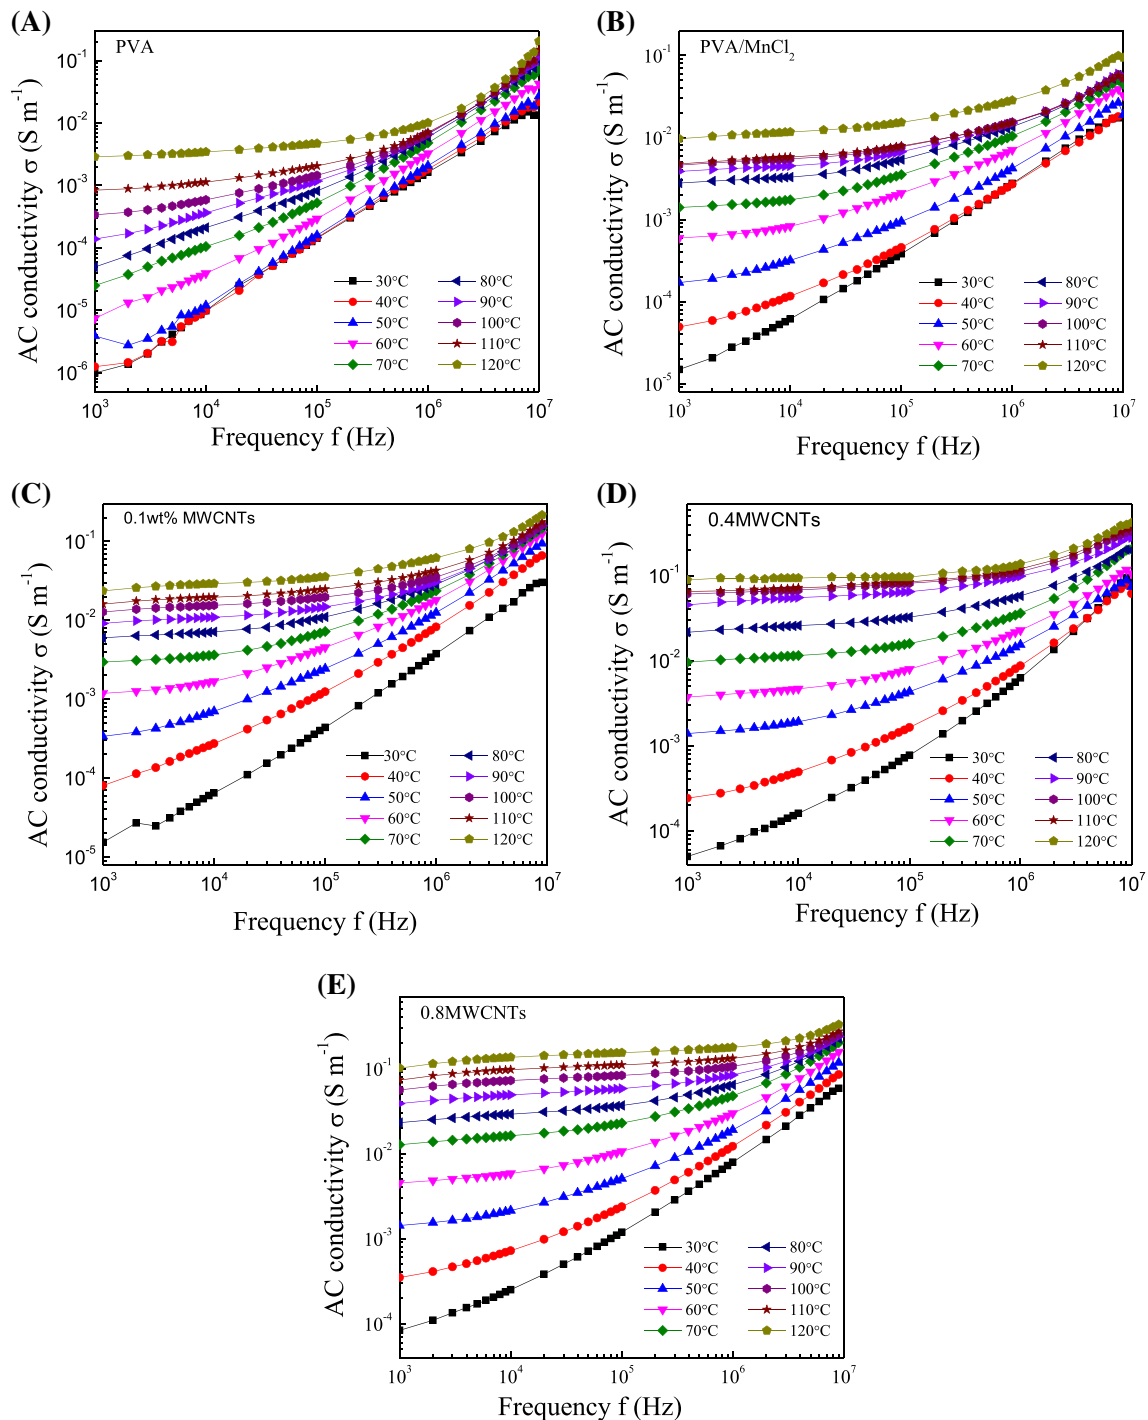 (A)
PVA
AC conductivity σ (S m⁻¹)
10⁻¹
10⁻²
10⁻³
10⁻⁴
10⁻⁵
10⁻⁶
30°C
40°C
50°C
60°C
70°C
80°C
90°C
100°C
110°C
120°C
10³ 10⁴ 10⁵ 10⁶ 10⁷
Frequency f (Hz)
(B)
PVA/MnCl₂
AC conductivity σ (S m⁻¹)
10⁻¹
10⁻²
10⁻³
10⁻⁴
10⁻⁵
30°C
40°C
50°C
60°C
70°C
80°C
90°C
100°C
110°C
120°C
10³ 10⁴ 10⁵ 10⁶ 10⁷
Frequency f (Hz)
(C)
0.1wt% MWCNTs
AC conductivity σ (S m⁻¹)
10⁻¹
10⁻²
10⁻³
10⁻⁴
10⁻⁵
30°C
40°C
50°C
60°C
70°C
80°C
90°C
100°C
110°C
120°C
10³ 10⁴ 10⁵ 10⁶ 10⁷
Frequency f (Hz)
(D)
0.4MWCNTs
AC conductivity σ (S m⁻¹)
10⁻¹
10⁻²
10⁻³
10⁻⁴
30°C
40°C
50°C
60°C
70°C
80°C
90°C
100°C
110°C
120°C
10³ 10⁴ 10⁵ 10⁶ 10⁷
Frequency f (Hz)
(E)
0.8MWCNTs
AC conductivity σ (S m⁻¹)
10⁻¹
10⁻²
10⁻³
10⁻⁴
30°C
40°C
50°C
60°C
70°C
80°C
90°C
100°C
110°C
120°C
10³ 10⁴ 10⁵ 10⁶ 10⁷
Frequency f (Hz)